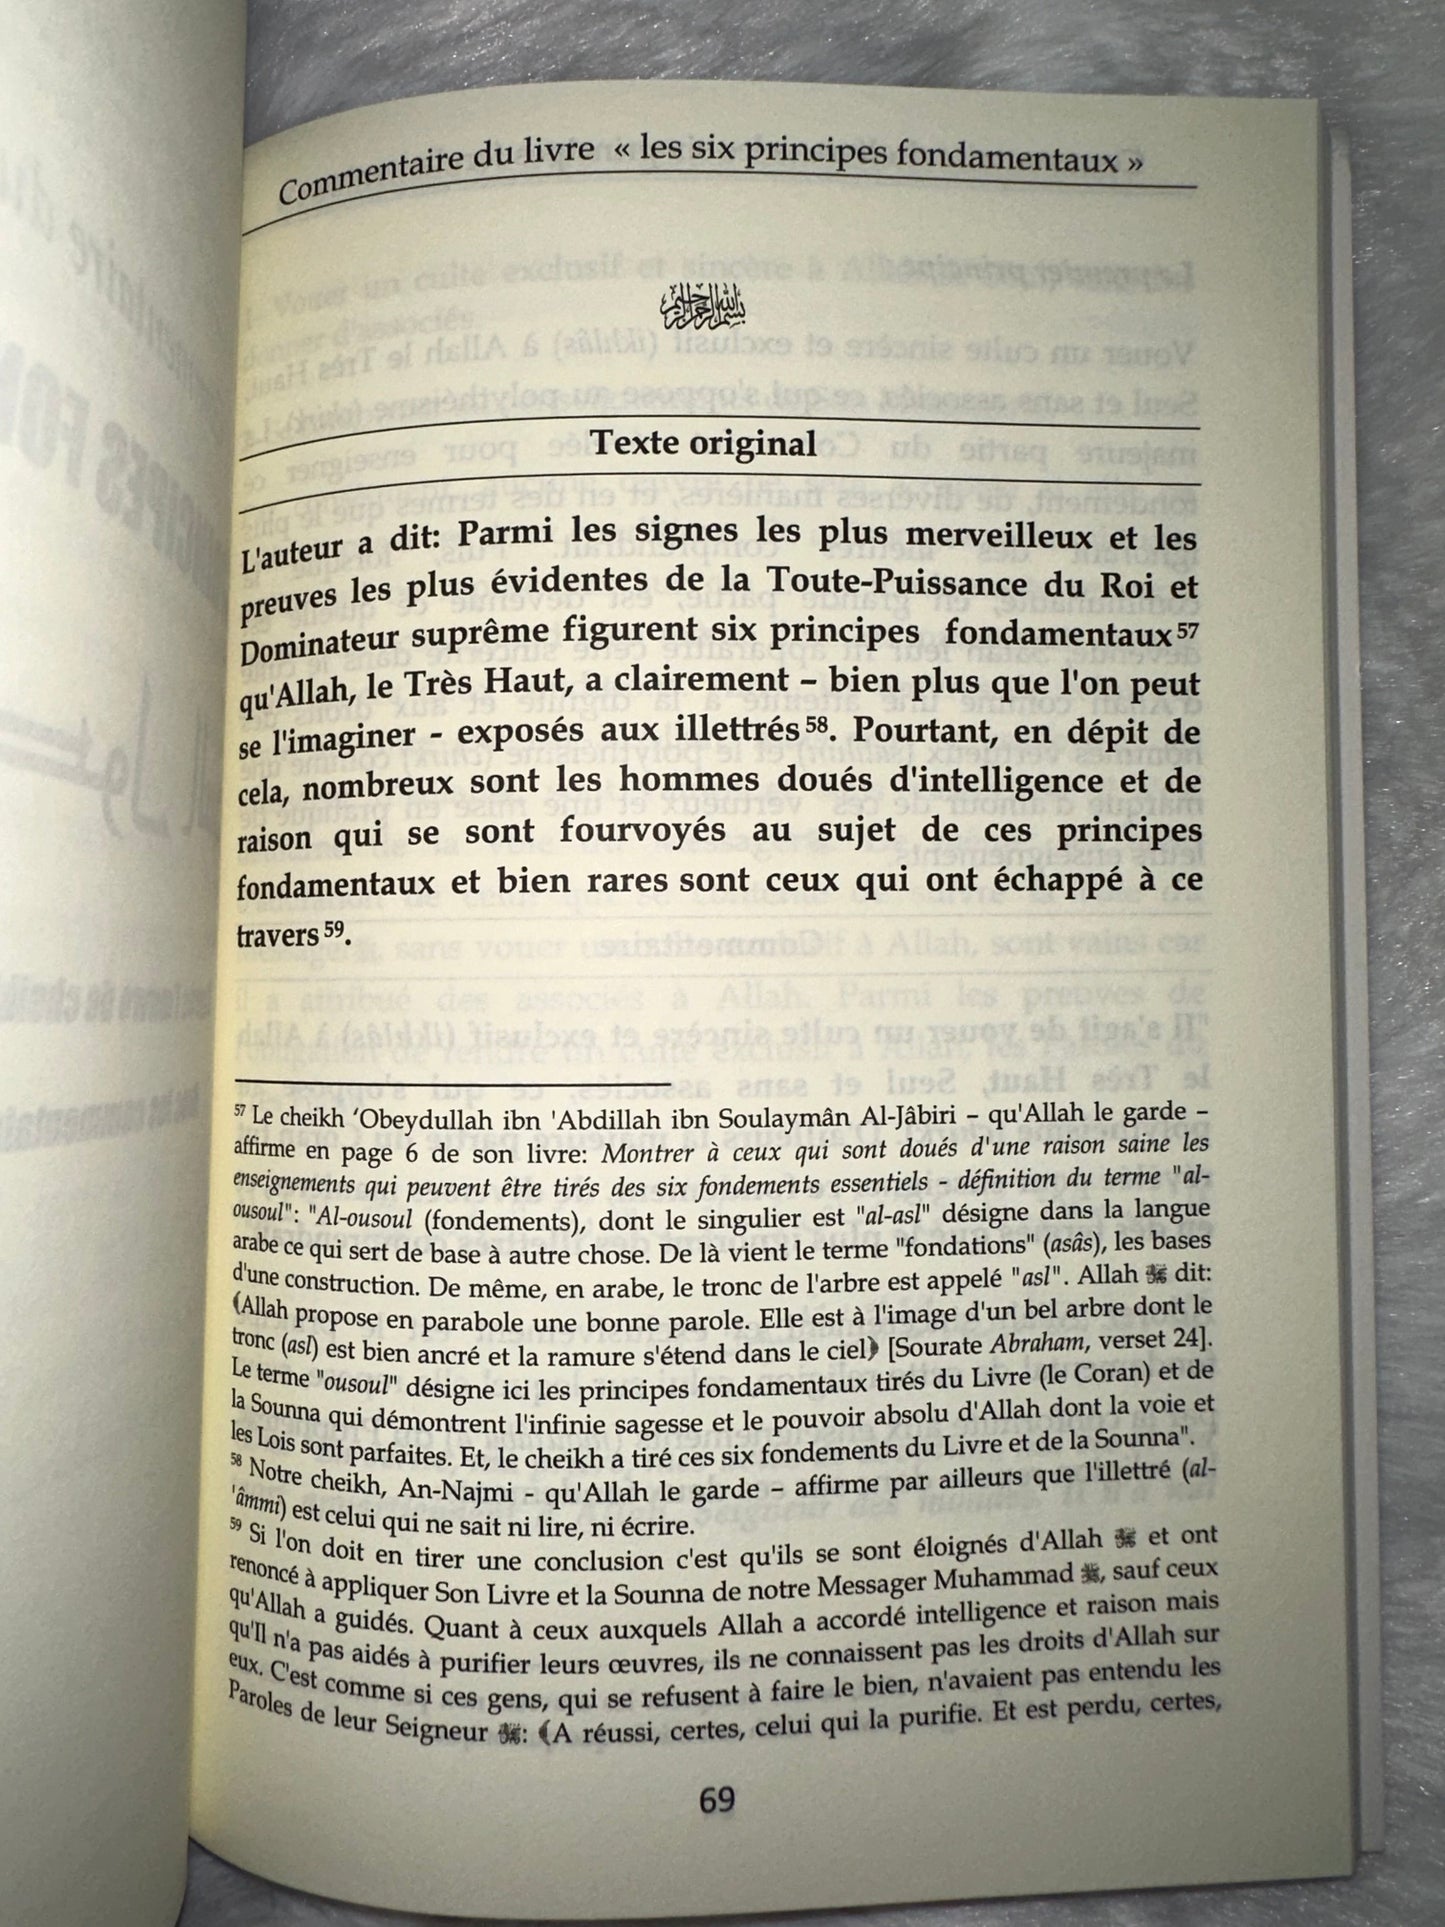 Commentaire du livre « les six principes fondamentaux »
Texte original
L'auteur a dit: Parmi les signes les plus merveilleux et les
preuves les plus évidentes de la Toute-Puissance du Roi et
Dominateur suprême figurent six principes fondamentaux⁵⁷
qu'Allah, le Très Haut, a clairement – bien plus que l'on peut
se l'imaginer - exposés aux illettrés⁵⁸. Pourtant, en dépit de
cela, nombreux sont les hommes doués d'intelligence et de
raison qui se sont fourvoyés au sujet de ces principes
fondamentaux et bien rares sont ceux qui ont échappé à ce
travers⁵⁹.
⁵⁷ Le cheikh ‘Obeydullah ibn 'Abdillah ibn Soulaymân Al-Jâbiri – qu'Allah le garde –
affirme en page 6 de son livre: Montrer à ceux qui sont doués d'une raison saine les
enseignements qui peuvent être tirés des six fondements essentiels - définition du terme "al-
ousoul": "Al-ousoul (fondements), dont le singulier est "al-asl" désigne dans la langue
arabe ce qui sert de base à autre chose. De là vient le terme "fondations" (asâs), les bases
d'une construction. De même, en arabe, le tronc de l'arbre est appelé "asl". Allah ﷻ dit:
﴾Allah propose en parabole une bonne parole. Elle est à l'image d'un bel arbre dont le
tronc (asl) est bien ancré et la ramure s'étend dans le ciel﴿ [Sourate Abraham, verset 24].
Le terme "ousoul" désigne ici les principes fondamentaux tirés du Livre (le Coran) et de
la Sounna qui démontrent l'infinie sagesse et le pouvoir absolu d'Allah dont la voie et
les Lois sont parfaites. Et, le cheikh a tiré ces six fondements du Livre et de la Sounna".
⁵⁸ Notre cheikh, An-Najmi - qu'Allah le garde – affirme par ailleurs que l'illettré (al-
'âmmi) est celui qui ne sait ni lire, ni écrire.
⁵⁹ Si l'on doit en tirer une conclusion c'est qu'ils se sont éloignés d'Allah ﷻ et ont
renoncé à appliquer Son Livre et la Sounna de notre Messager Muhammad ﷺ, sauf ceux
qu'Allah a guidés. Quant à ceux auxquels Allah a accordé intelligence et raison mais
qu'Il n'a pas aidés à purifier leurs œuvres, ils ne connaissent pas les droits d'Allah sur
eux. C'est comme si ces gens, qui se refusent à faire le bien, n'avaient pas entendu les
Paroles de leur Seigneur ﷻ: ﴾A réussi, certes, celui qui la purifie. Et est perdu, certes,
69